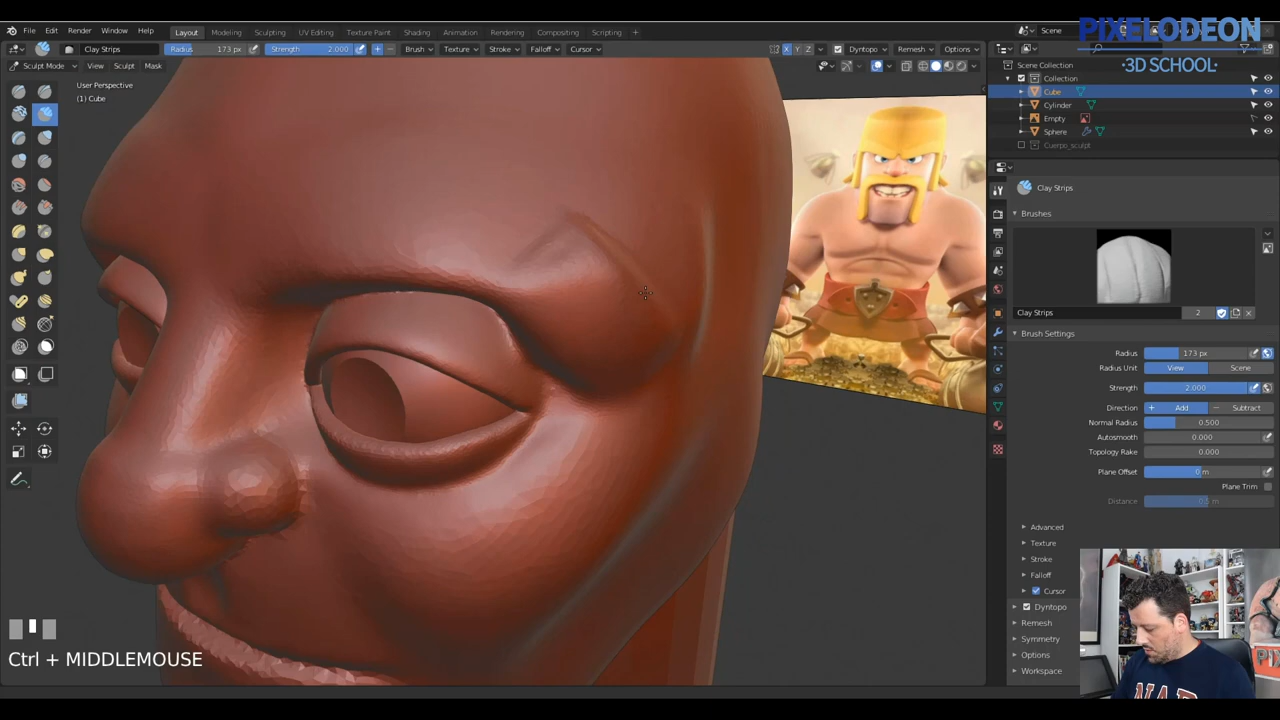 PIXELODEON
·3D SCHOOL·
File Edit Render Window Help Layout Modeling Sculpting UV Editing Texture Paint Shading Animation Rendering Compositing Scripting + Scene
Clay Strips Radius 173 px Strength 2.000 + − Brush Texture Stroke Falloff Cursor X Y Z Dyntopo Remesh Options
Sculpt Mode View Sculpt Mask
User Perspective
(1) Cube
Scene Collection
Collection
Cube
Cylinder
Empty
Sphere
Cuerpo_sculpt
Clay Strips
Brushes
Clay Strips 2
Brush Settings
Radius 173 px
Radius Unit View Scene
Strength 2.000
Direction + Add − Subtract
Normal Radius 0.500
Autosmooth 0.000
Topology Rake 0.000
Plane Offset 0 m
Plane Trim
Distance 0.5 m
Advanced
Texture
Stroke
Falloff
Cursor
Dyntopo
Remesh
Symmetry
Options
Workspace
Ctrl + MIDDLEMOUSE